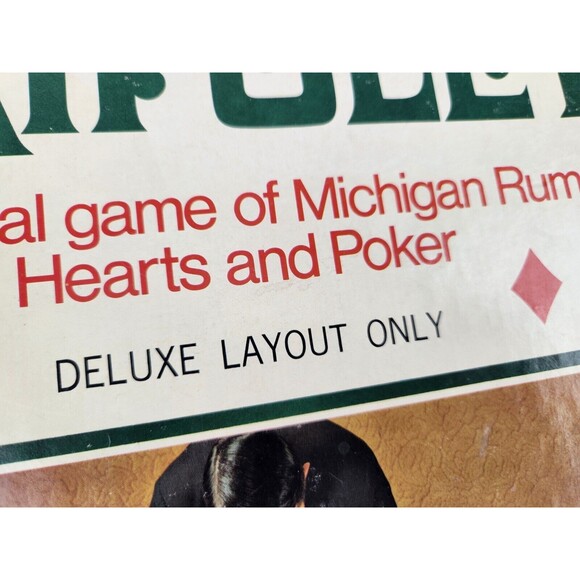 al game of Michigan Rum
Hearts and Poker
DELUXE LAYOUT ONLY